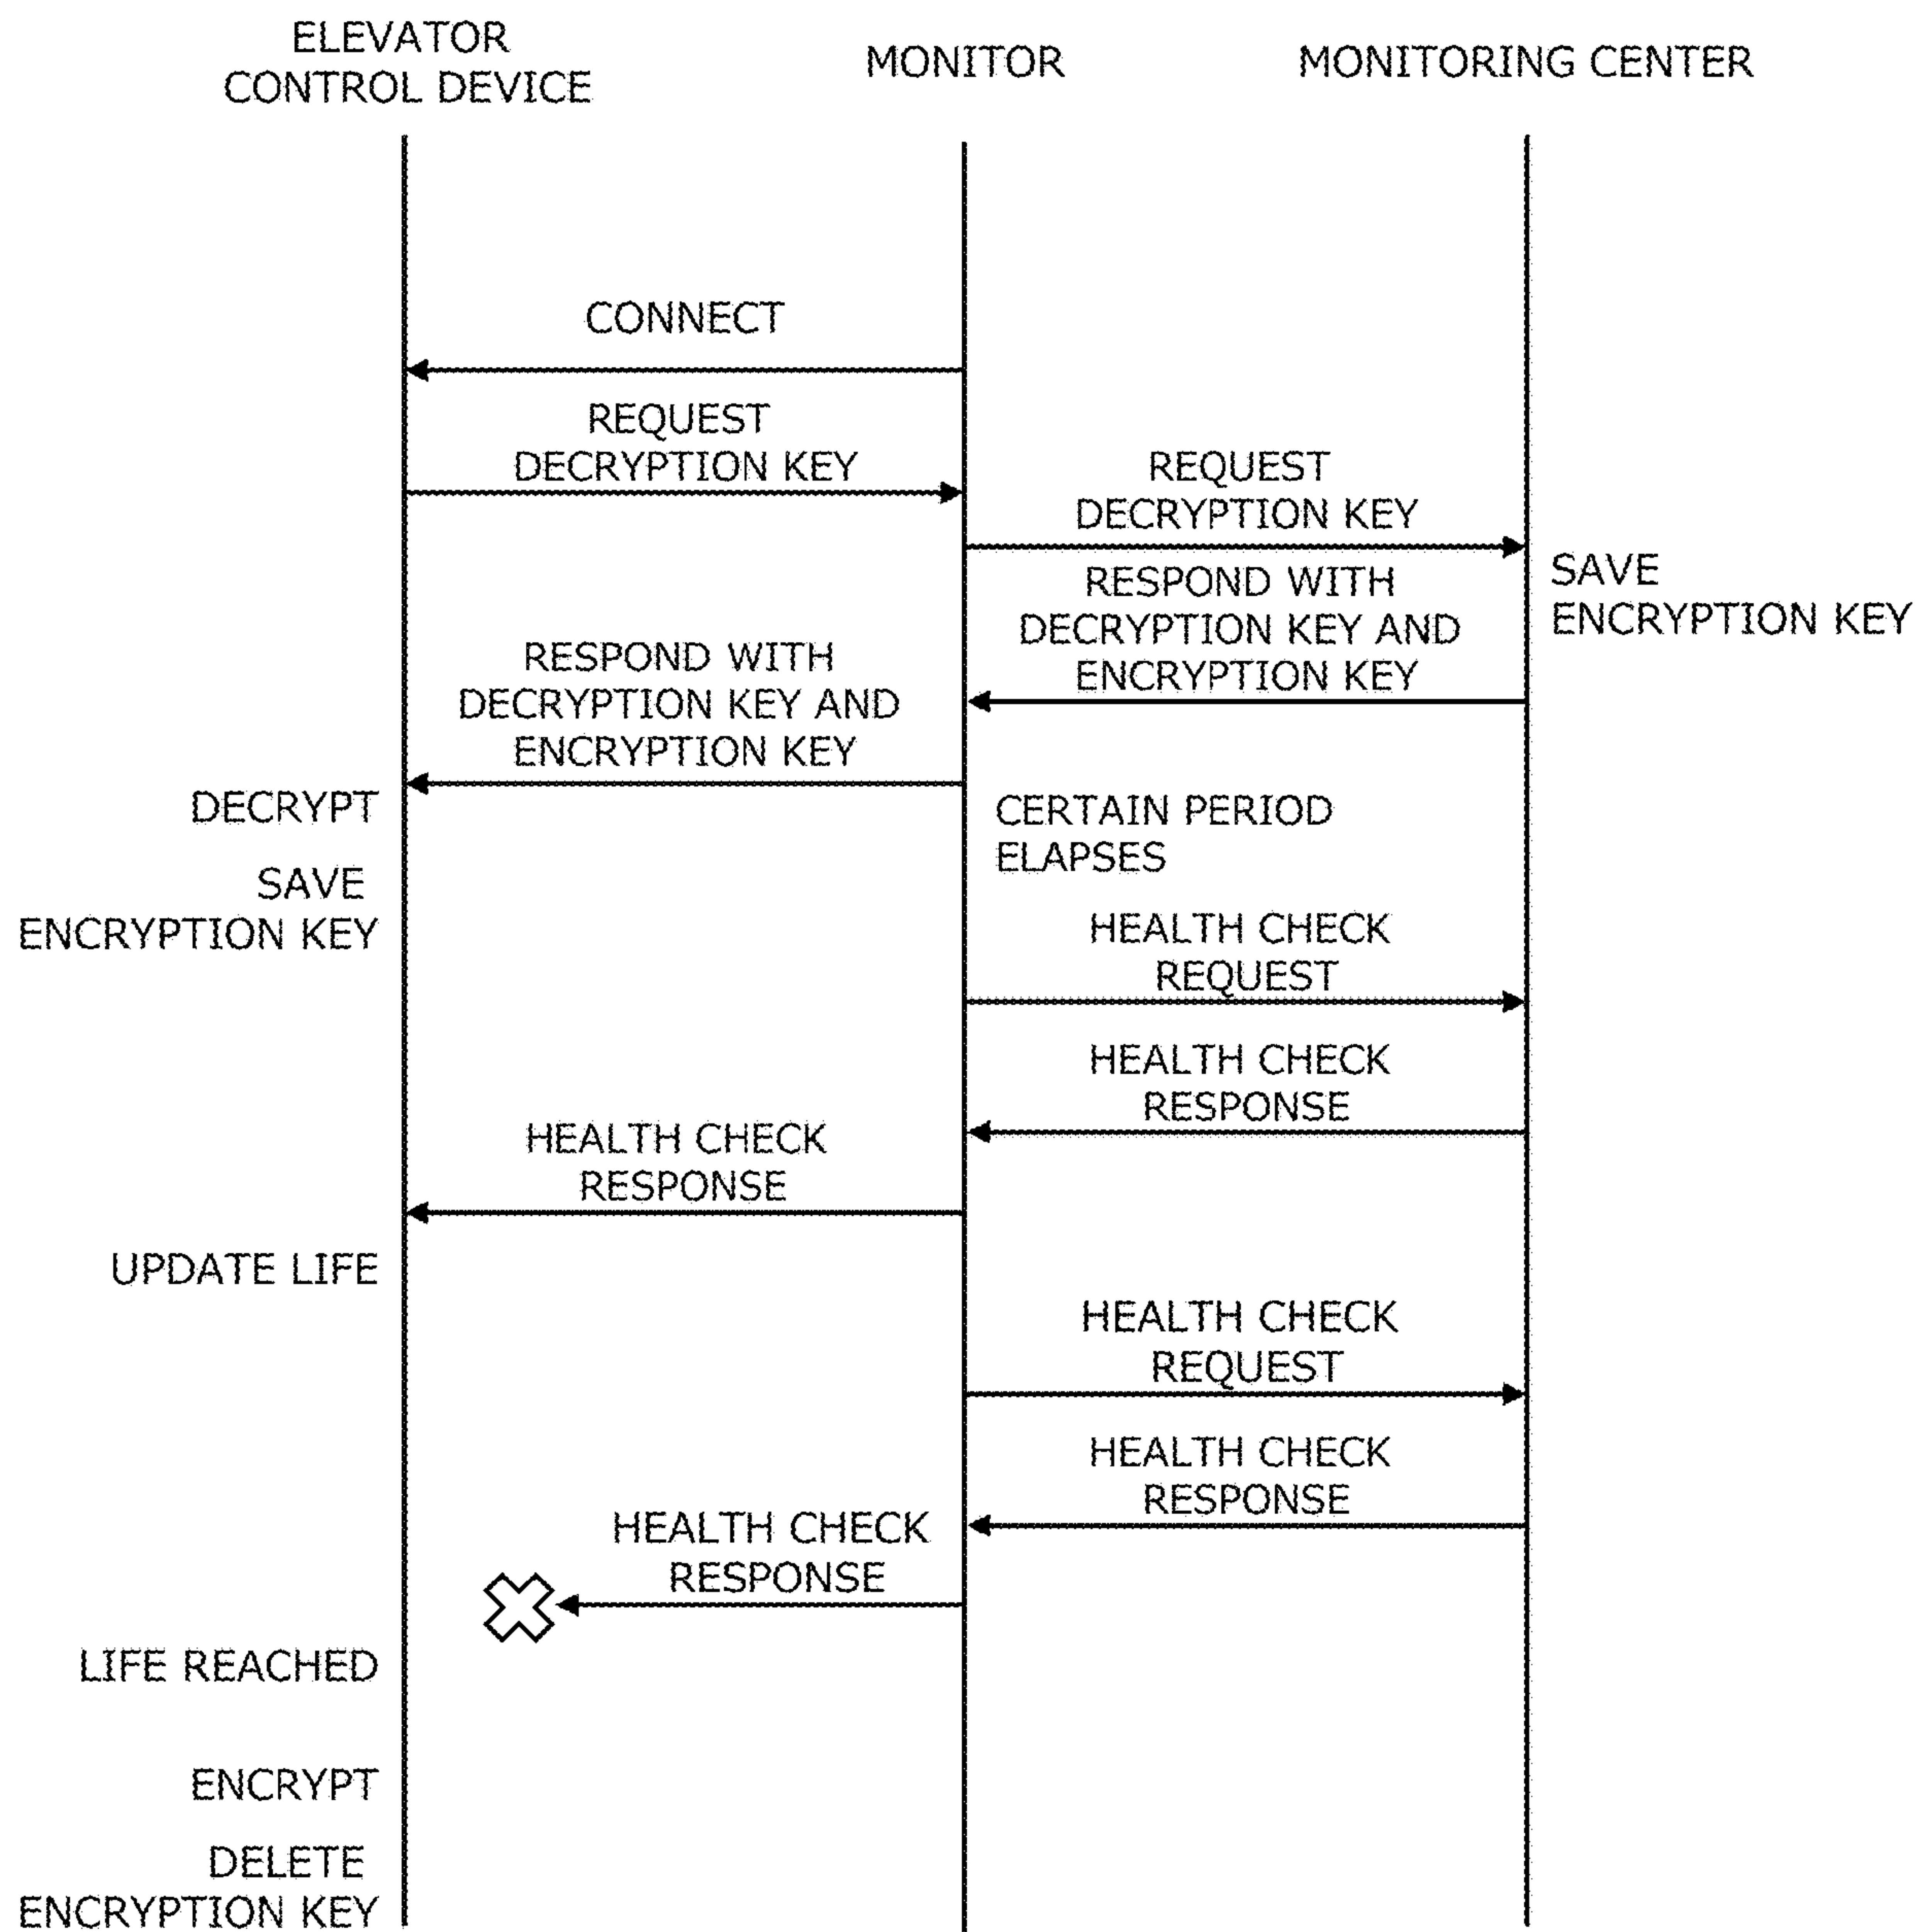 ELEVATOR
CONTROL DEVICE
MONITOR
MONITORING CENTER
CONNECT
REQUEST
DECRYPTION KEY
REQUEST
DECRYPTION KEY
SAVE
ENCRYPTION KEY
RESPOND WITH
DECRYPTION KEY AND
ENCRYPTION KEY
RESPOND WITH
DECRYPTION KEY AND
ENCRYPTION KEY
DECRYPT
CERTAIN PERIOD
ELAPSES
SAVE
ENCRYPTION KEY
HEALTH CHECK
REQUEST
HEALTH CHECK
RESPONSE
HEALTH CHECK
RESPONSE
UPDATE LIFE
HEALTH CHECK
REQUEST
HEALTH CHECK
RESPONSE
HEALTH CHECK
RESPONSE
LIFE REACHED
ENCRYPT
DELETE
ENCRYPTION KEY